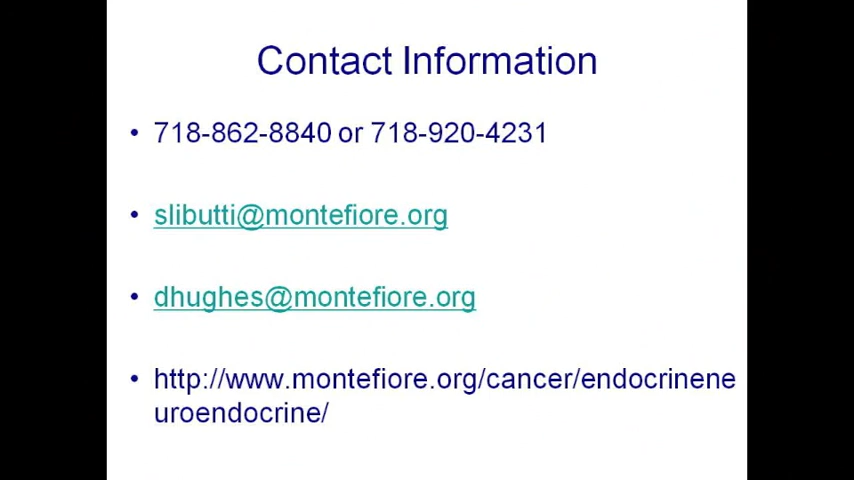 Contact Information
• 718-862-8840 or 718-920-4231
• slibutti@montefiore.org
• dhughes@montefiore.org
• http://www.montefiore.org/cancer/endocrinene
uroendocrine/